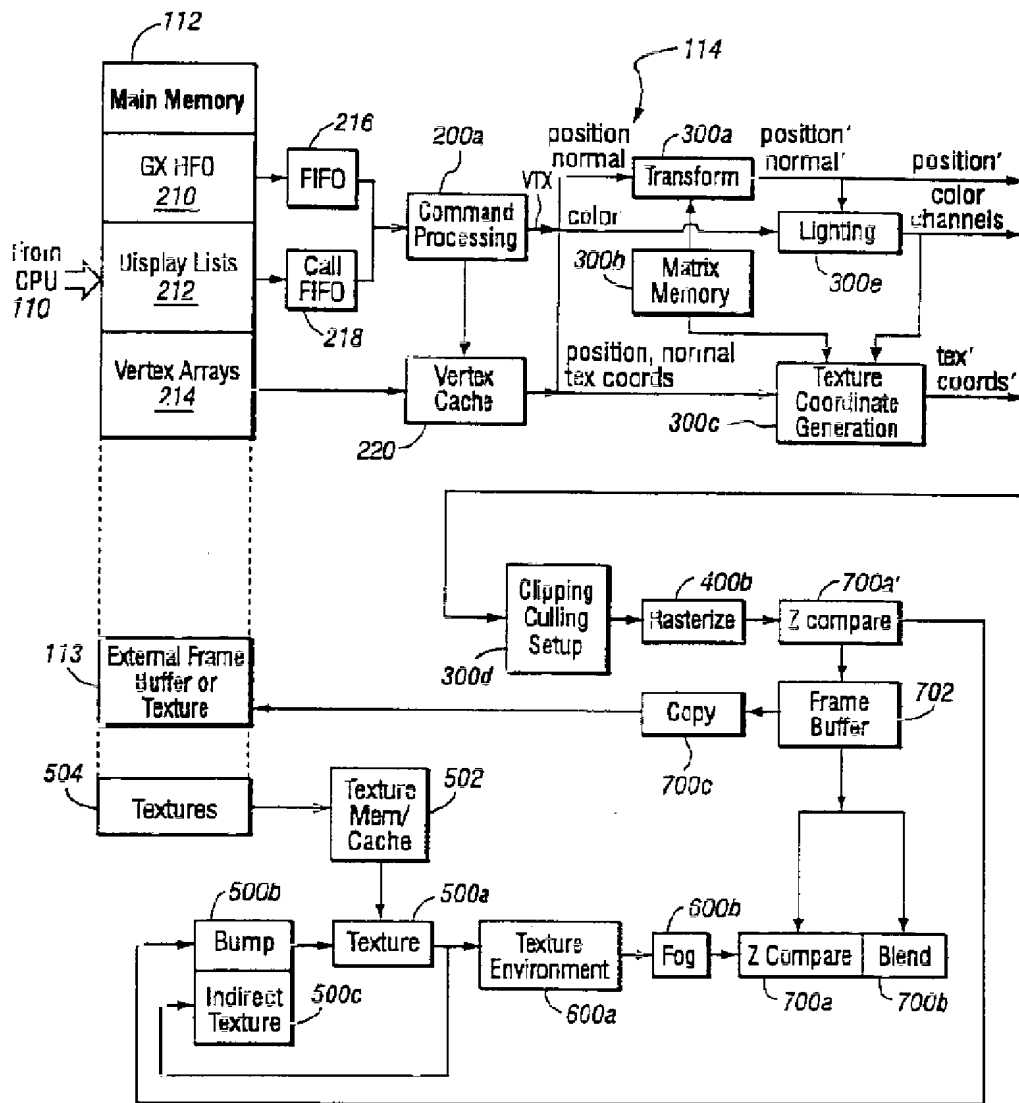 112
114
Main Memory
216
200a
position
normal
300a
position'
normal'
position'
GX FIFO
210
FIFO
VTX
Transform
color
channels
Command
Processing
color
Lighting
From
CPU
110
Display Lists
212
Call
FIFO
218
300b
Matrix
Memory
300e
Vertex Arrays
214
Vertex
Cache
220
position, normal
tex coords
300c
Texture
Coordinate
Generation
tex'
coords'
Clipping
Culling
Setup
300d
400b
Rasterize
700a'
Z compare
113
External Frame
Buffer or
Texture
Copy
700c
Frame
Buffer
702
504
Textures
Texture
Mem/
Cache
502
500b
500a
600b
Bump
Texture
Texture
Environment
Fog
Z Compare
Blend
Indirect
Texture
500c
600a
700a
700b